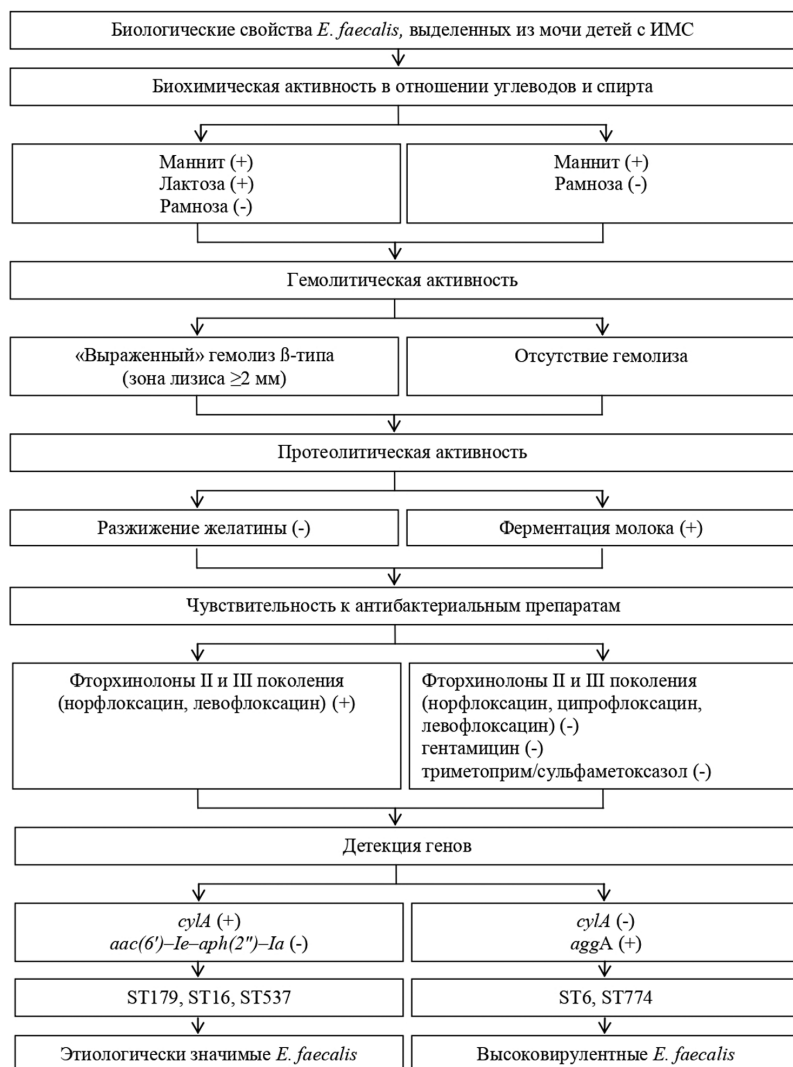 Биологические свойства E. faecalis, выделенных из мочи детей с ИМС
Биохимическая активность в отношении углеводов и спирта
Маннит (+)
Лактоза (+)
Рамноза (-)
Маннит (+)
Рамноза (-)
Гемолитическая активность
«Выраженный» гемолиз ß-типа
(зона лизиса ≥2 мм)
Отсутствие гемолиза
Протеолитическая активность
Разжижение желатины (-)
Ферментация молока (+)
Чувствительность к антибактериальным препаратам
Фторхинолоны II и III поколения
(норфлоксацин, левофлоксацин) (+)
Фторхинолоны II и III поколения
(норфлоксацин, ципрофлоксацин,
левофлоксацин) (-)
гентамицин (-)
триметоприм/сульфаметоксазол (-)
Детекция генов
cylA (+)
aac(6′)–Ie–aph(2″)–Ia (-)
cylA (-)
aggA (+)
ST179, ST16, ST537
ST6, ST774
Этиологически значимые E. faecalis
Высоковирулентные E. faecalis